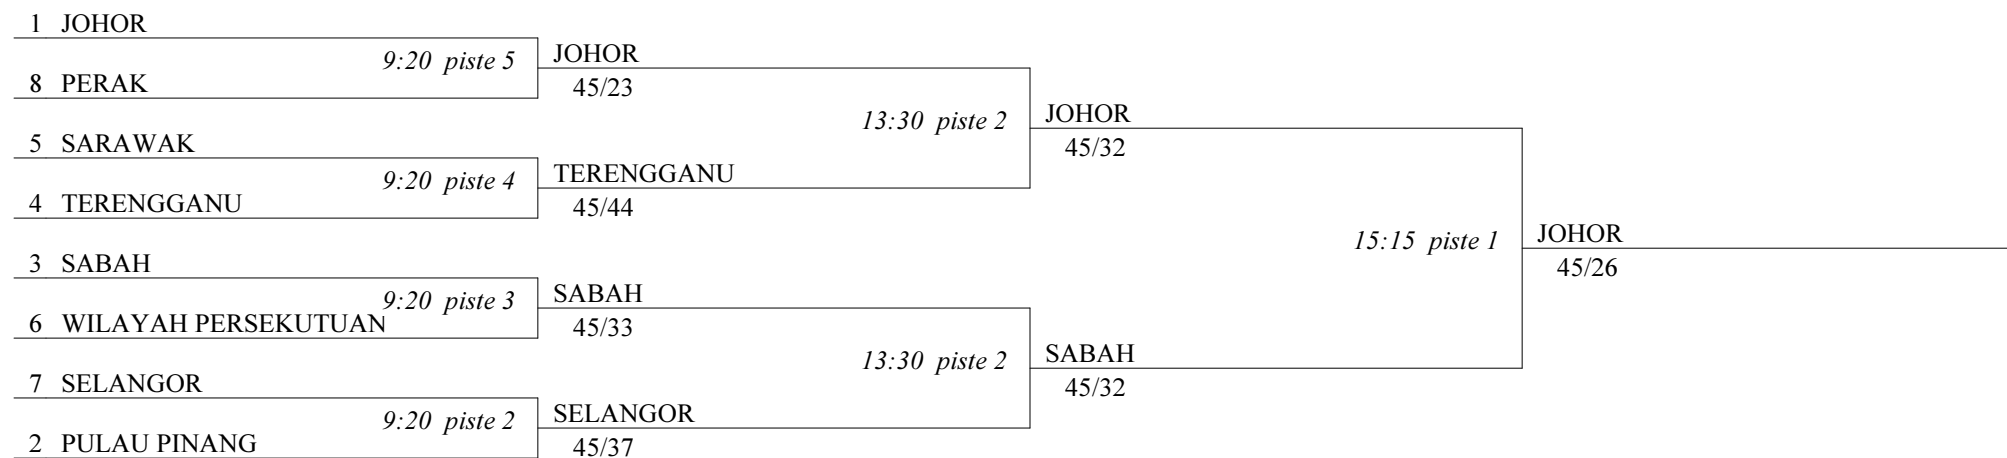 1 JOHOR
9:20 piste 5
JOHOR
8 PERAK
45/23
13:30 piste 2
JOHOR
5 SARAWAK
45/32
9:20 piste 4
TERENGGANU
4 TERENGGANU
45/44
15:15 piste 1
JOHOR
3 SABAH
45/26
9:20 piste 3
SABAH
6 WILAYAH PERSEKUTUAN
45/33
13:30 piste 2
SABAH
7 SELANGOR
45/32
9:20 piste 2
SELANGOR
2 PULAU PINANG
45/37